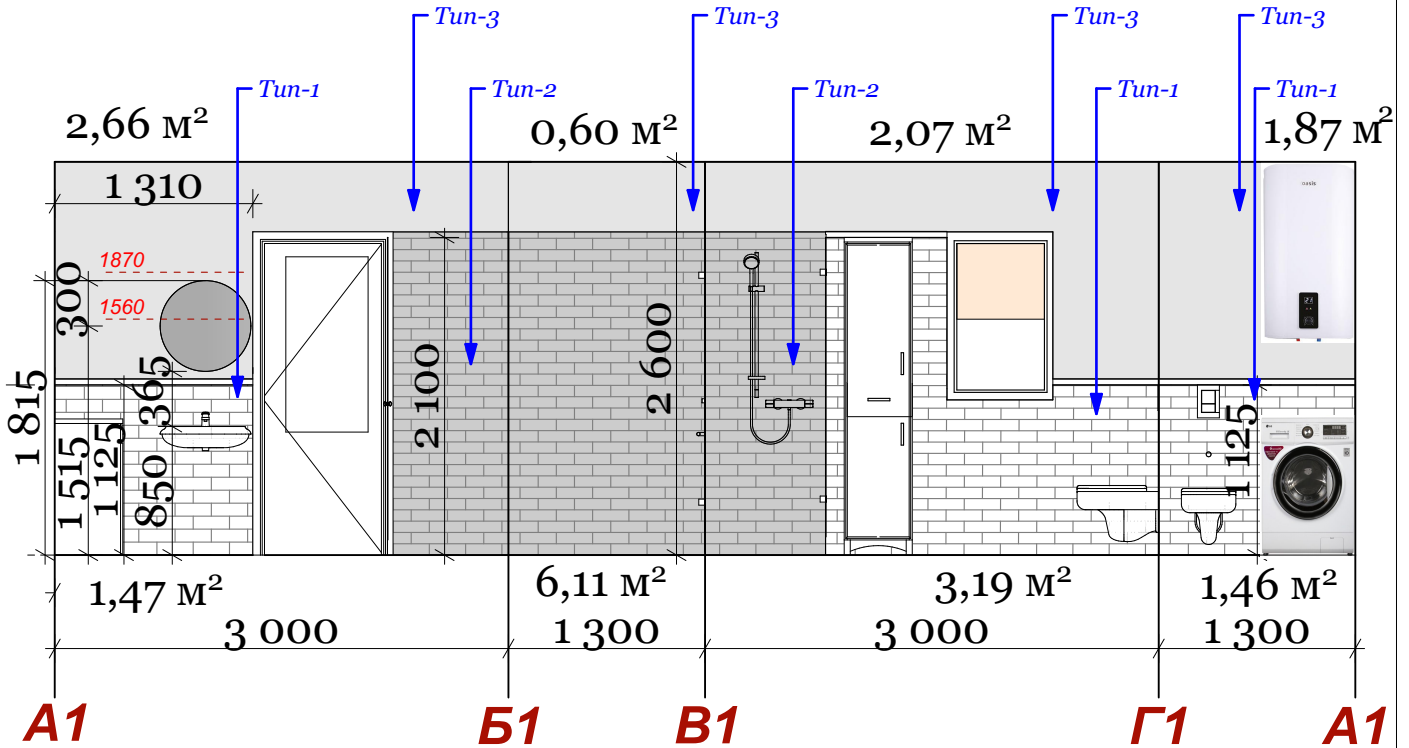 Тип-3
Тип-3
Тип-3
Тип-3
Тип-1
Тип-2
Тип-2
Тип-1
Тип-1
2,66 м²
0,60 м²
2,07 м²
1,87 м²
1 310
oasis
1870
1560
300
1 815
365
1 515
1 125
850
2 100
2 600
1 125
LG
1,47 м²
6,11 м²
3,19 м²
1,46 м²
3 000
1 300
3 000
1 300
А1
Б1
В1
Г1
А1